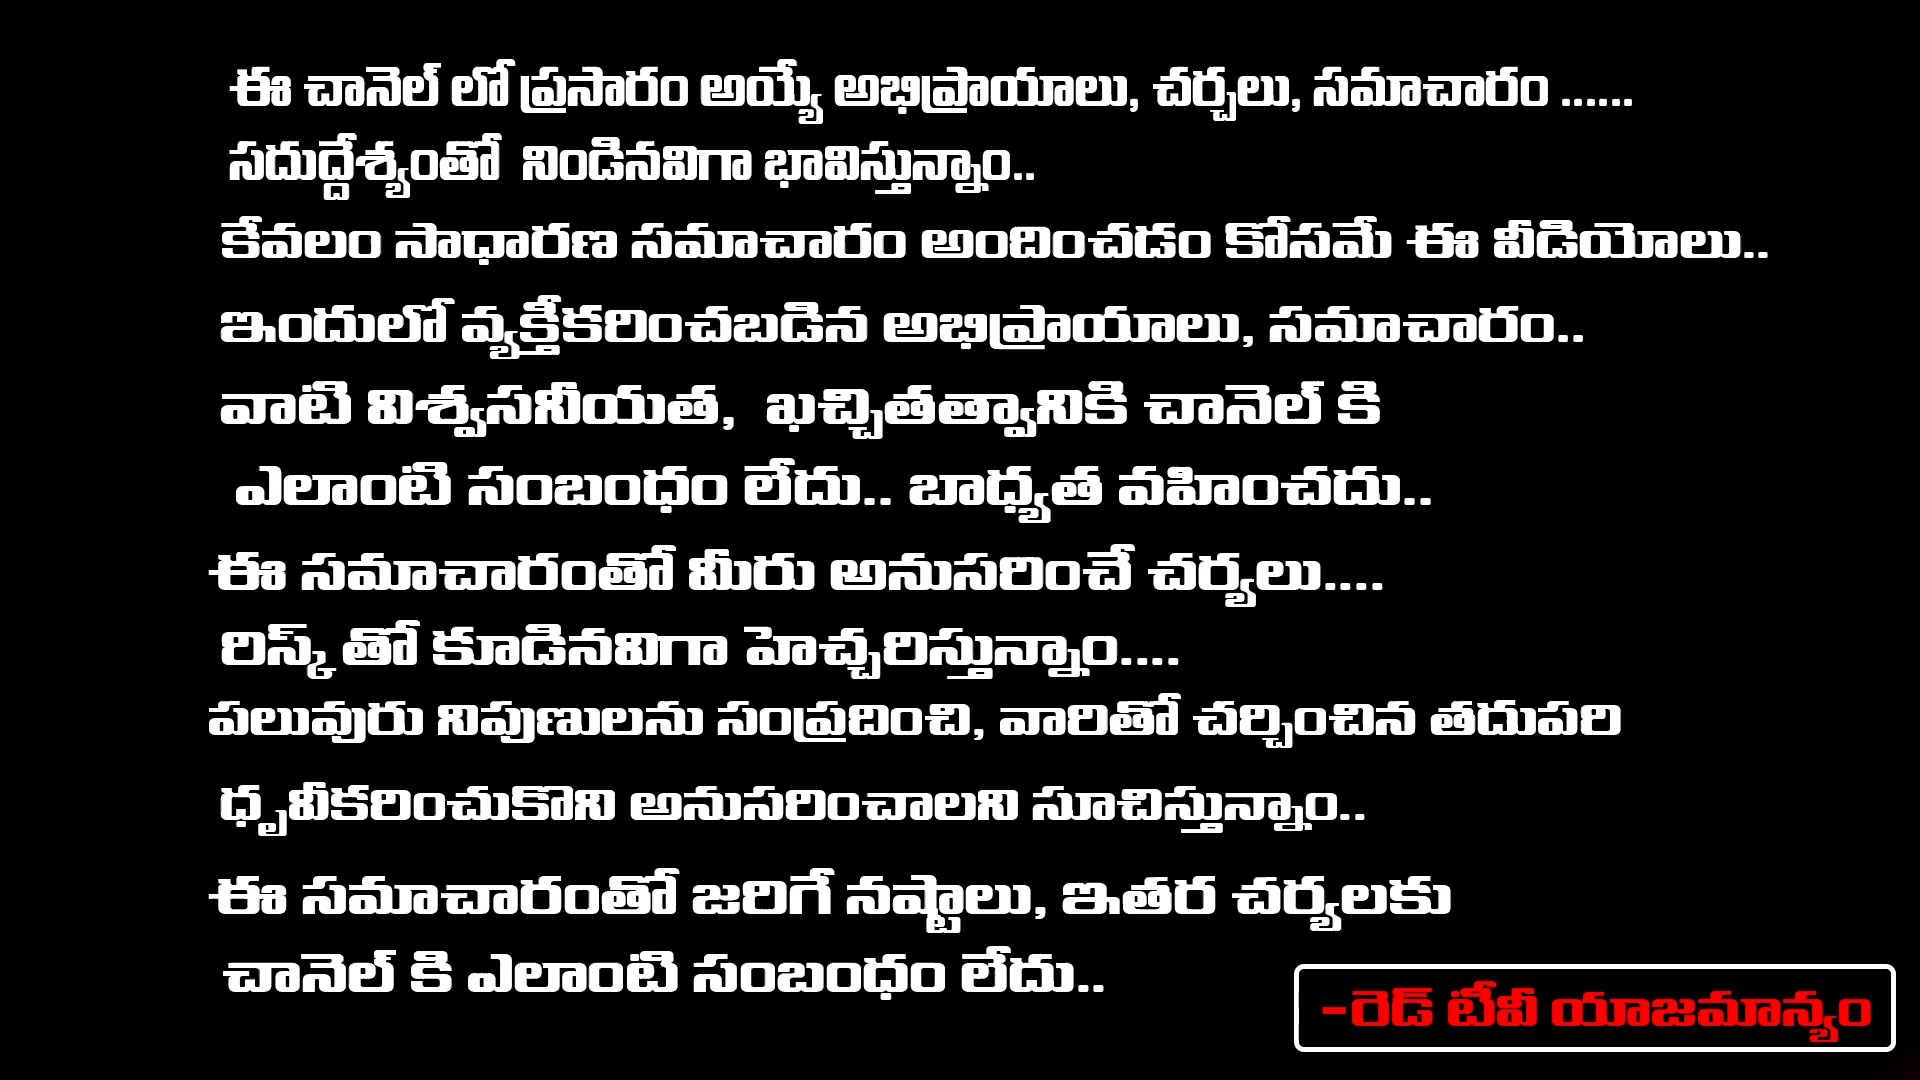 ఈ చానెల్ లో ప్రసారం అయ్యే అభిప్రాయాలు, చర్చలు, సమాచారం ......
సదుద్దేశ్యంతో నిండినవిగా భావిస్తున్నాం..
కేవలం సాధారణ సమాచారం అందించడం కోసమే ఈ వీడియోలు..
ఇందులో వ్యక్తీకరించబడిన అభిప్రాయాలు, సమాచారం..
వాటి విశ్వసనీయత, ఖచ్చితత్వానికి చానెల్ కి
ఎలాంటి సంబంధం లేదు.. బాధ్యత వహించదు..
ఈ సమాచారంతో మీరు అనుసరించే చర్యలు....
రిస్క్ తో కూడినవిగా హెచ్చరిస్తున్నాం....
పలువురు నిపుణులను సంప్రదించి, వారితో చర్చించిన తదుపరి
ధృవీకరించుకొని అనుసరించాలని సూచిస్తున్నాం..
ఈ సమాచారంతో జరిగే నష్టాలు, ఇతర చర్యలకు
చానెల్ కి ఎలాంటి సంబంధం లేదు..
-రెడ్ టీవీ యాజమాన్యం